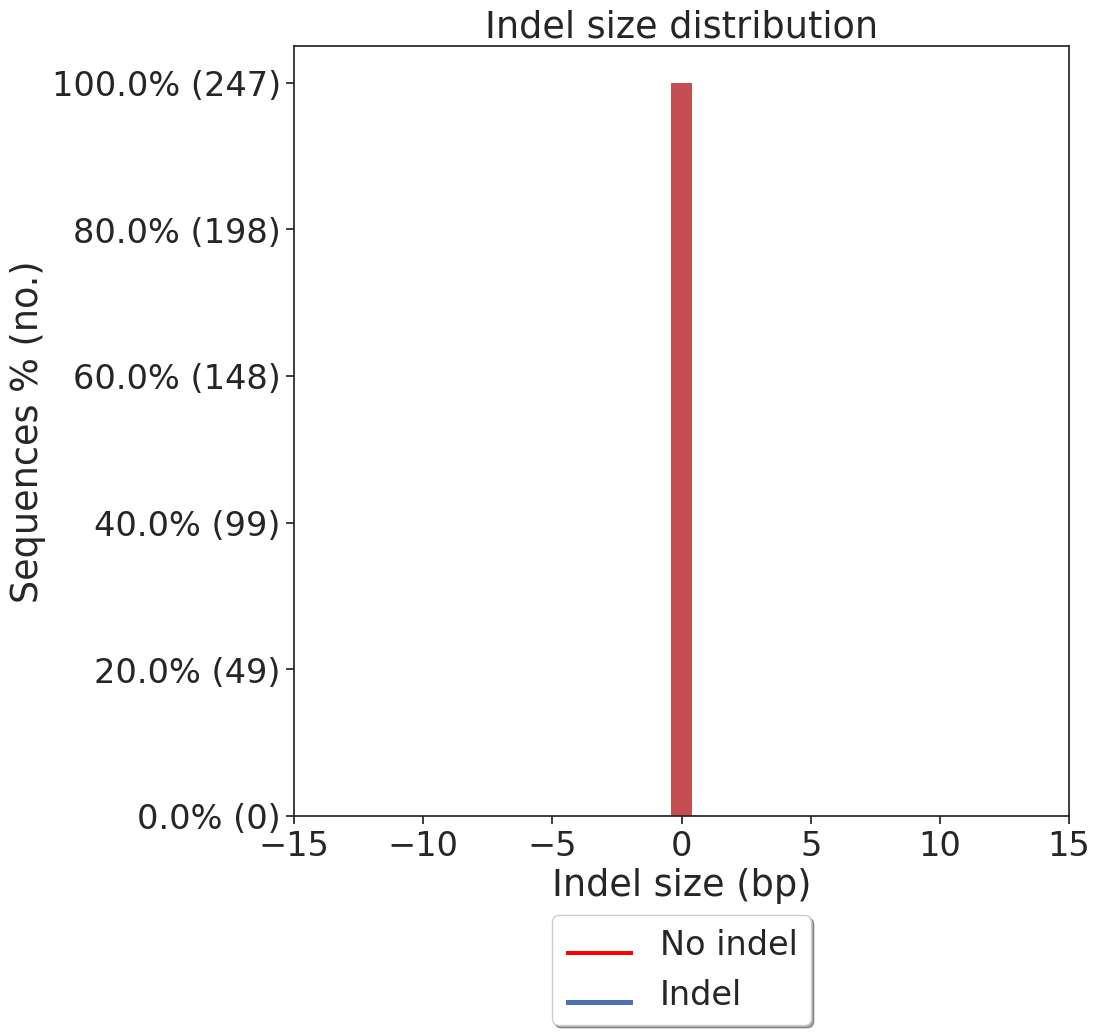 Indel size distribution
100.0% (247)
80.0% (198)
60.0% (148)
40.0% (99)
20.0% (49)
0.0% (0)
Sequences % (no.)
−15 −10 −5 0 5 10 15
Indel size (bp)
No indel
Indel